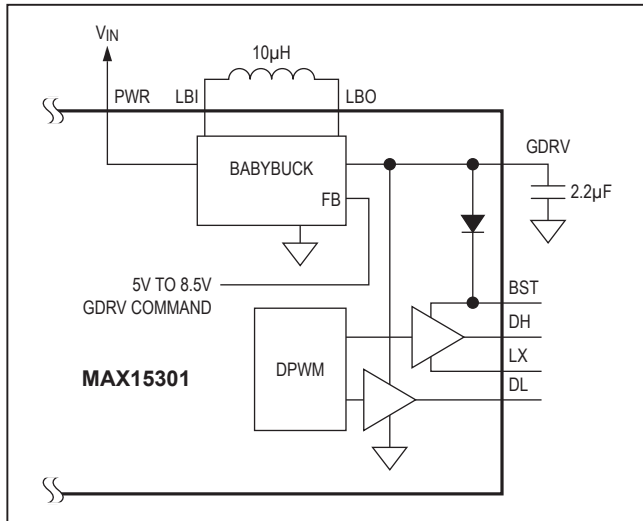 VIN
10µH
PWR
LBI
LBO
GDRV
BABYBUCK
FB
2.2µF
5V TO 8.5V
GDRV COMMAND
BST
DH
LX
DL
DPWM
MAX15301